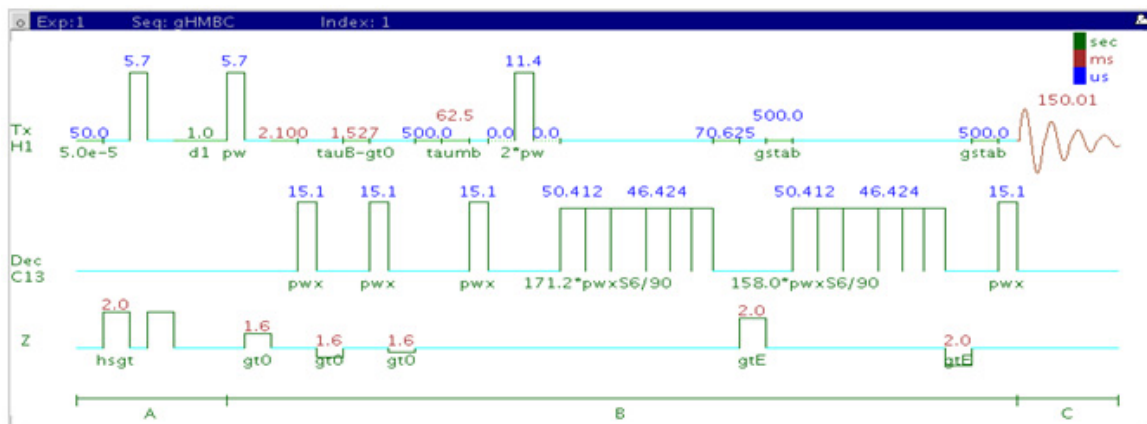 Exp:1 Seq: gHMBC Index: 1
sec
ms
us
5.7 5.7 11.4 150.01
62.5 500.0
Tx 50.0 1.0 2.100 1.527 500.0 0.0 0.0 70.625 500.0
H1 5.0e-5 d1 pw tauB-gt0 taumb 2*pw gstab gstab
15.1 15.1 15.1 50.412 46.424 50.412 46.424 15.1
Dec
C13
pwx pwx pwx 171.2*pwxS6/90 158.0*pwxS6/90 pwx
2.0 1.6 1.6 1.6 2.0 2.0
Z
hsgt gt0 gt0 gt0 gtE gtE
A B C